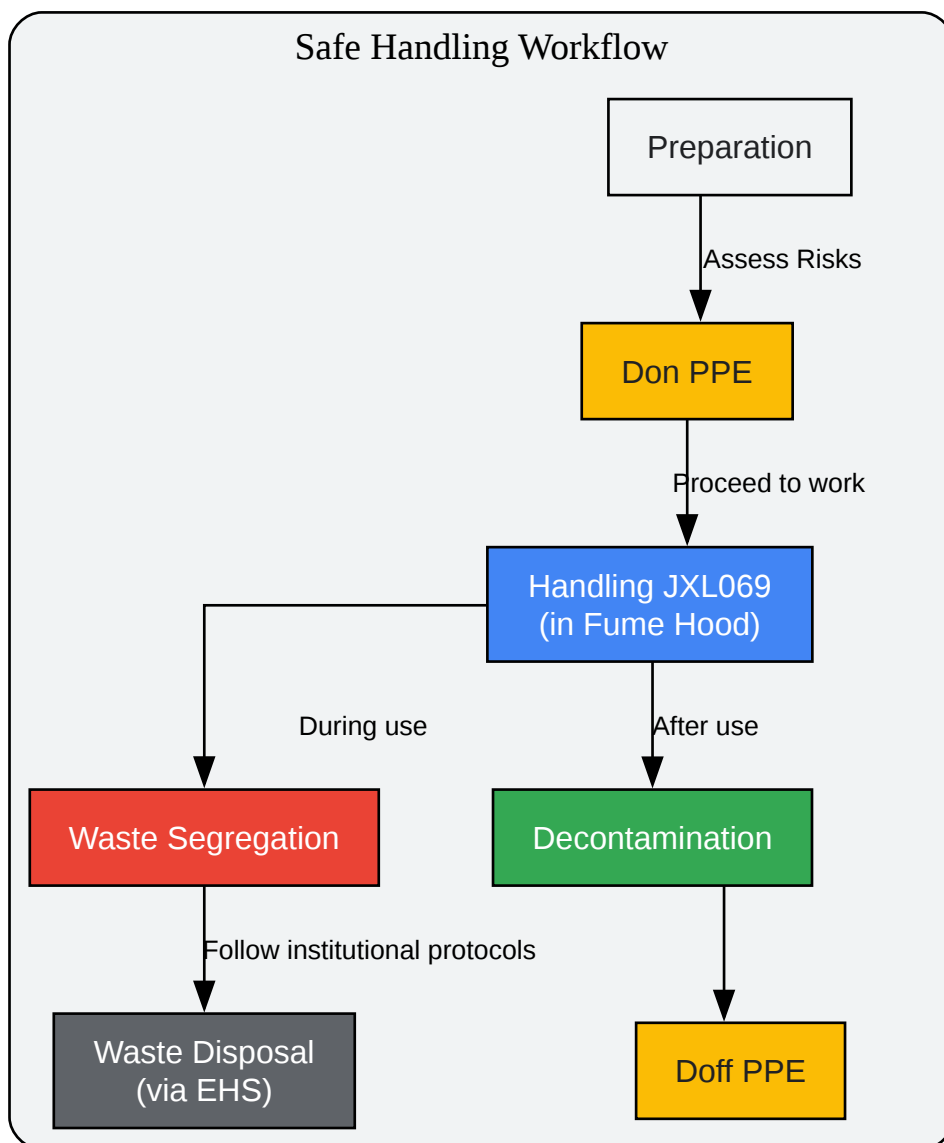 Safe Handling Workflow
Preparation
Assess Risks
Don PPE
Proceed to work
Handling JXL069
(in Fume Hood)
During use
After use
Waste Segregation
Decontamination
Follow institutional protocols
Waste Disposal
(via EHS)
Doff PPE